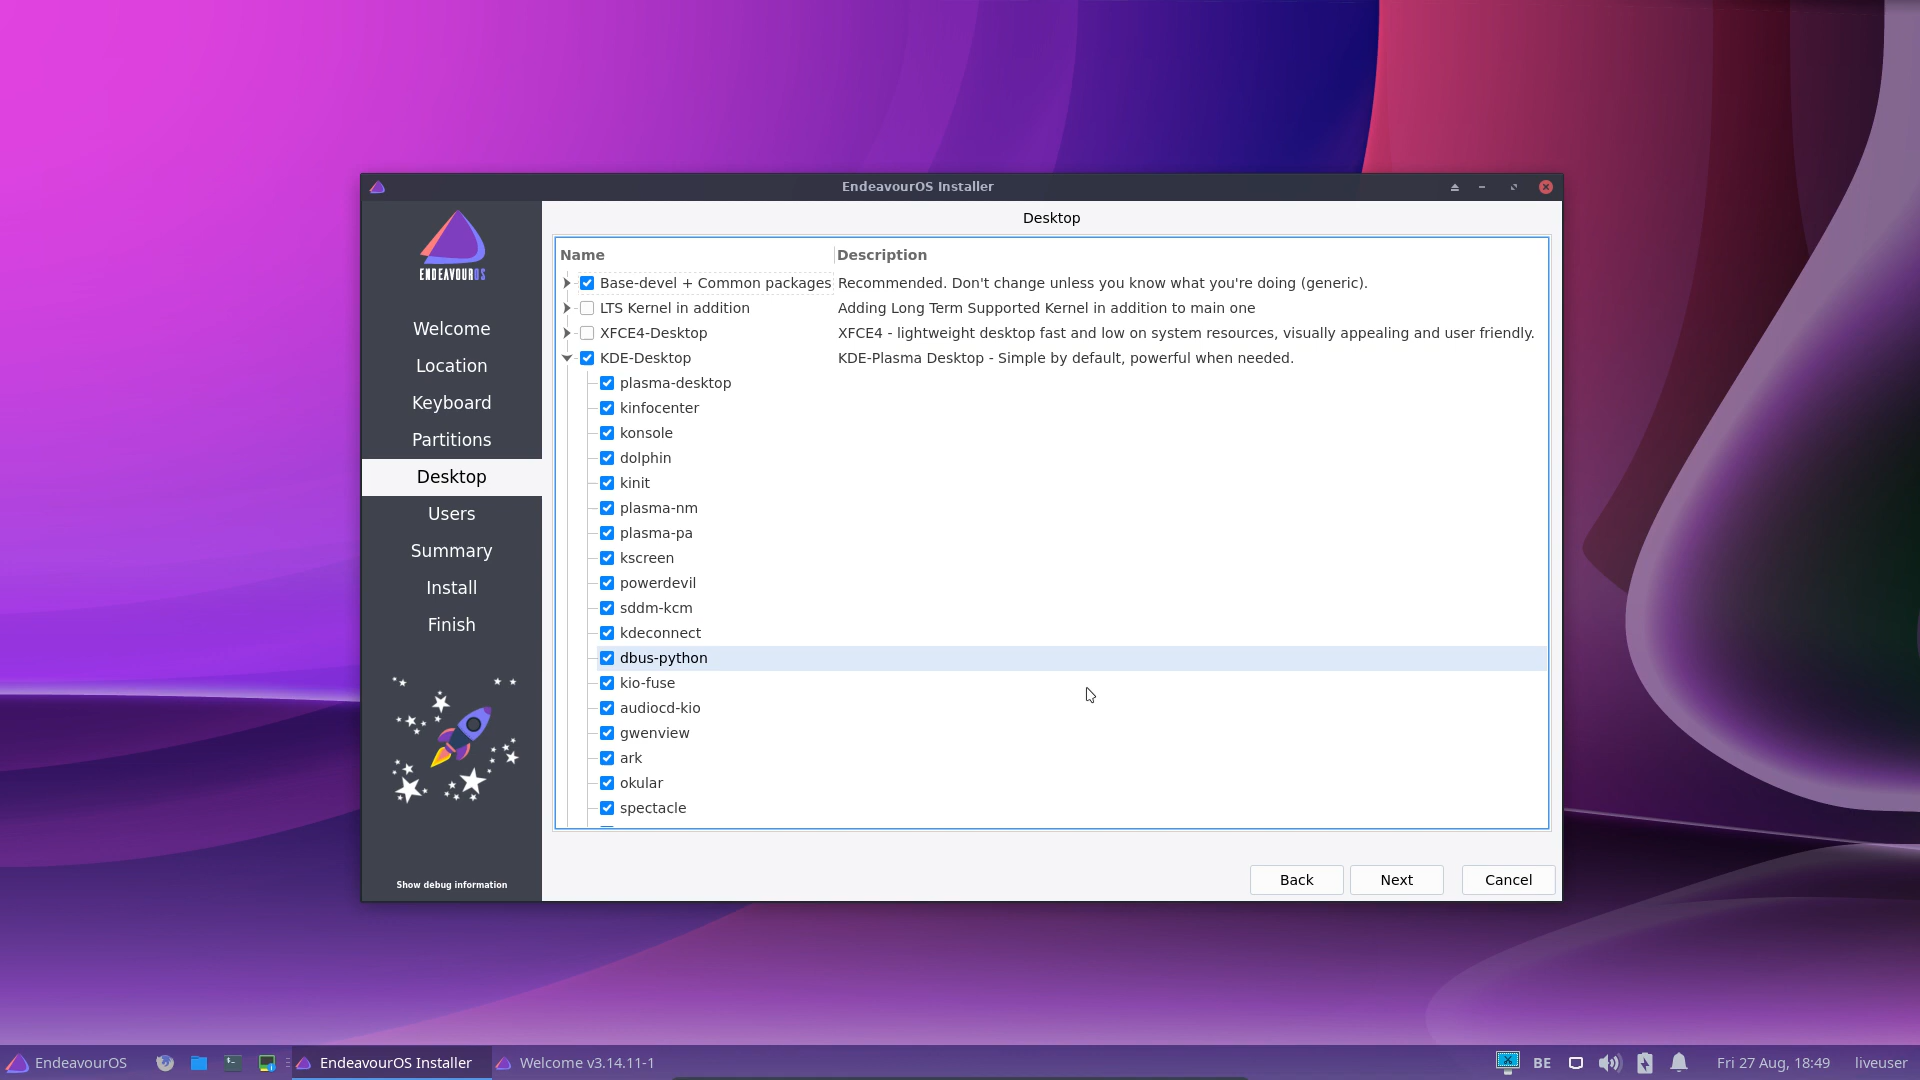 EndeavourOS Installer
ENDEAVOUROS
Welcome
Location
Keyboard
Partitions
Desktop
Users
Summary
Install
Finish
Show debug information
Desktop
Name Description
Base-devel + Common packages Recommended. Don't change unless you know what you're doing (generic).
LTS Kernel in addition Adding Long Term Supported Kernel in addition to main one
XFCE4-Desktop XFCE4 - lightweight desktop fast and low on system resources, visually appealing and user friendly.
KDE-Desktop KDE-Plasma Desktop - Simple by default, powerful when needed.
plasma-desktop
kinfocenter
konsole
dolphin
kinit
plasma-nm
plasma-pa
kscreen
powerdevil
sddm-kcm
kdeconnect
dbus-python
kio-fuse
audiocd-kio
gwenview
ark
okular
spectacle
Back Next Cancel
EndeavourOS EndeavourOS Installer Welcome v3.14.11-1 BE Fri 27 Aug, 18:49 liveuser